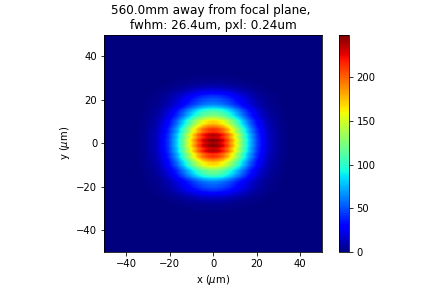 560.0mm away from focal plane,
fwhm: 26.4um, pxl: 0.24um
40
20
0
−20
−40
y (μm)
−40 −20 0 20 40
x (μm)
200
150
100
50
0